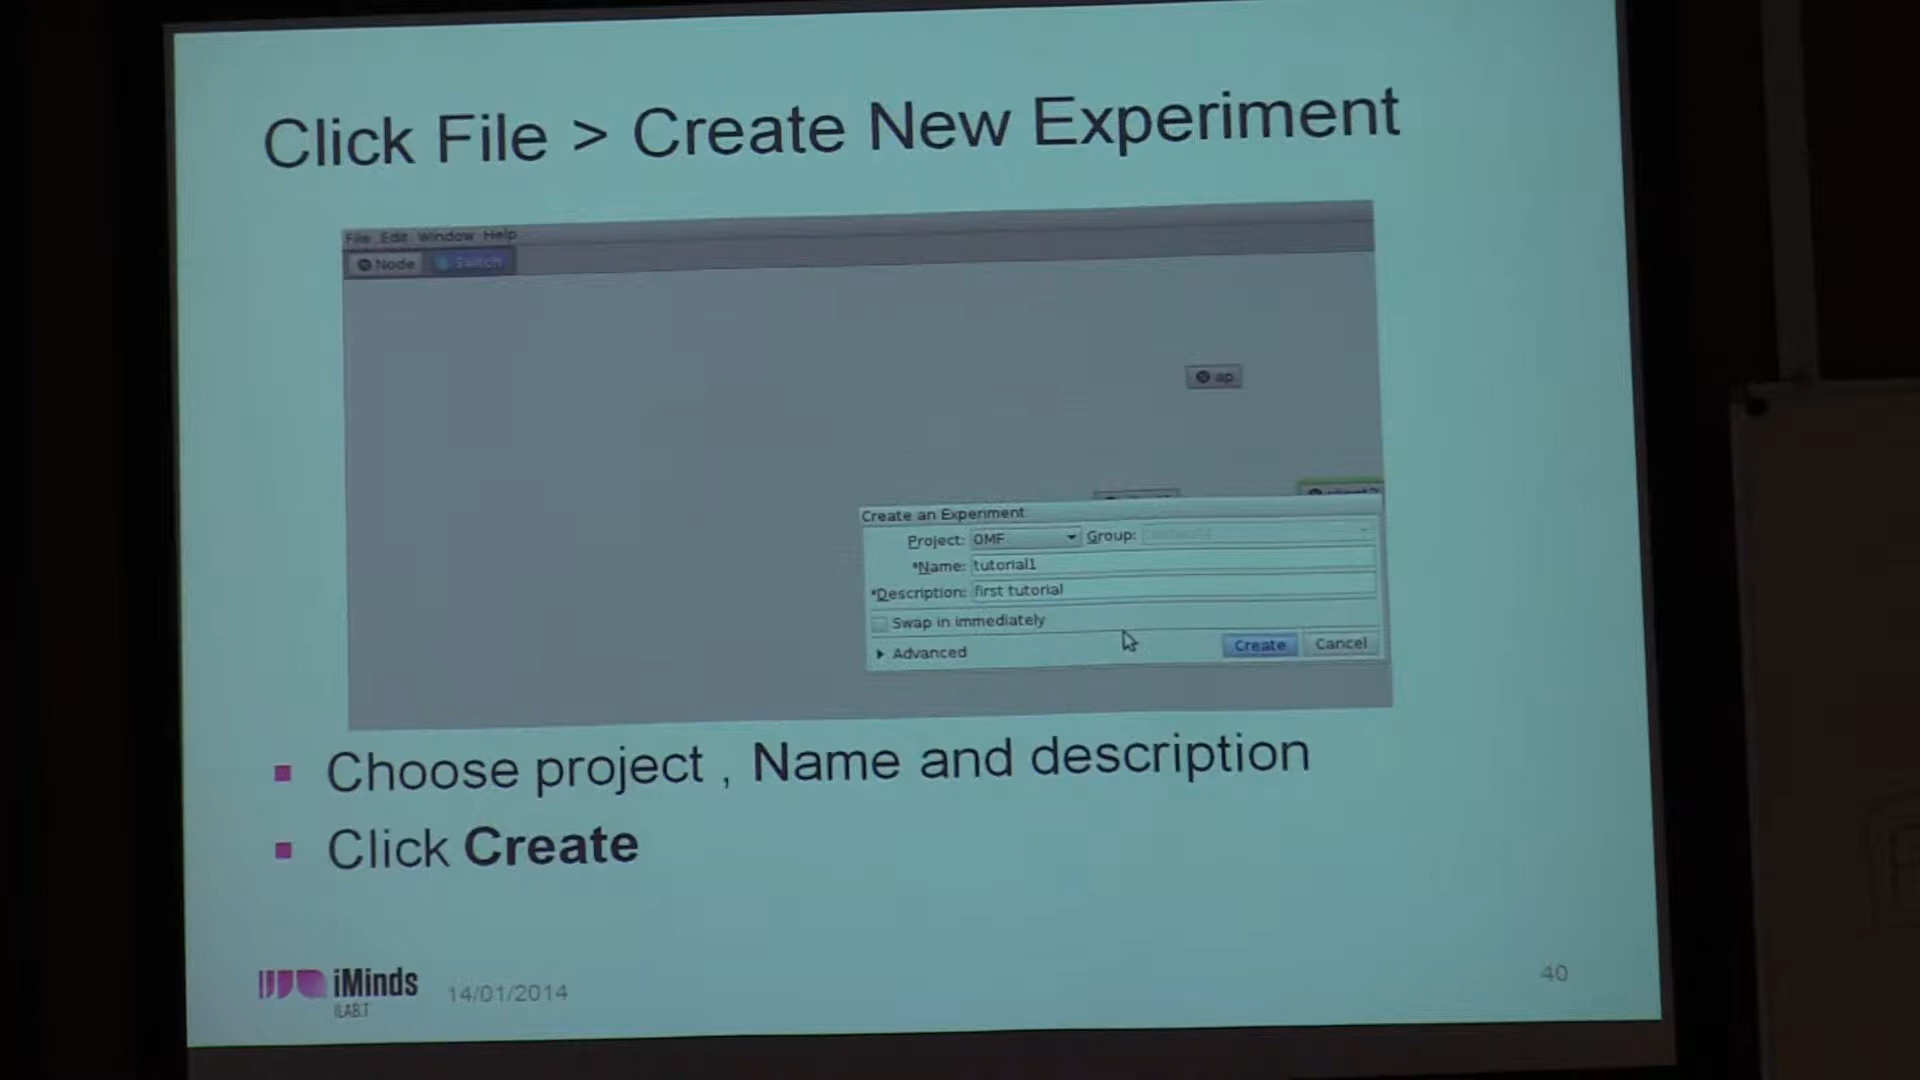 Click File > Create New Experiment
File Edit Window Help
Node Switch
ap
Create an Experiment
Project: OMF Group:
*Name: tutorial1
*Description: first tutorial
Swap in immediately
Advanced Create Cancel
Choose project , Name and description
Click Create
iMinds
iLAB.T
14/01/2014
40